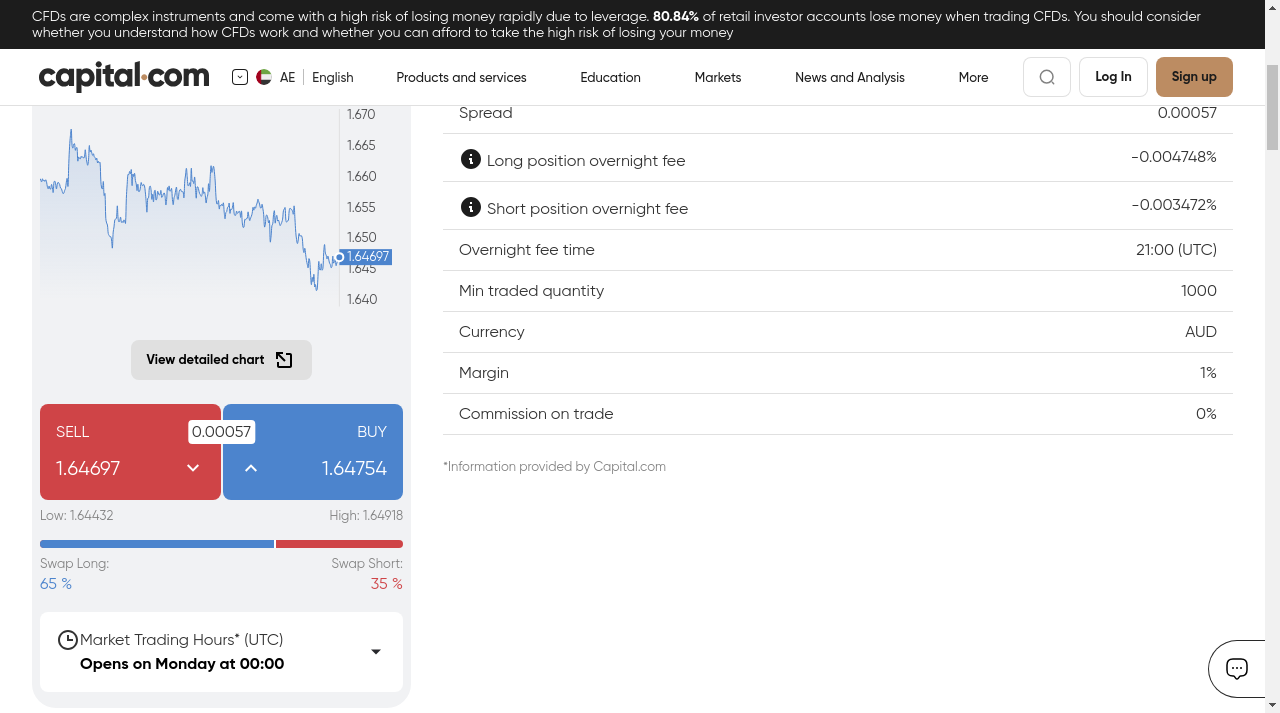 CFDs are complex instruments and come with a high risk of losing money rapidly due to leverage. 80.84% of retail investor accounts lose money when trading CFDs. You should consider
whether you understand how CFDs work and whether you can afford to take the high risk of losing your money
capital.com
AE
English
Products and services
Education
Markets
News and Analysis
More
Log In
Sign up
1.670
1.665
1.660
1.655
1.650
1.64697
1.645
1.640
View detailed chart
SELL
0.00057
BUY
1.64697
1.64754
Low: 1.64432
High: 1.64918
Swap Long:
Swap Short:
65 %
35 %
Market Trading Hours* (UTC)
Opens on Monday at 00:00
Spread 0.00057
Long position overnight fee -0.004748%
Short position overnight fee -0.003472%
Overnight fee time 21:00 (UTC)
Min traded quantity 1000
Currency AUD
Margin 1%
Commission on trade 0%
*Information provided by Capital.com